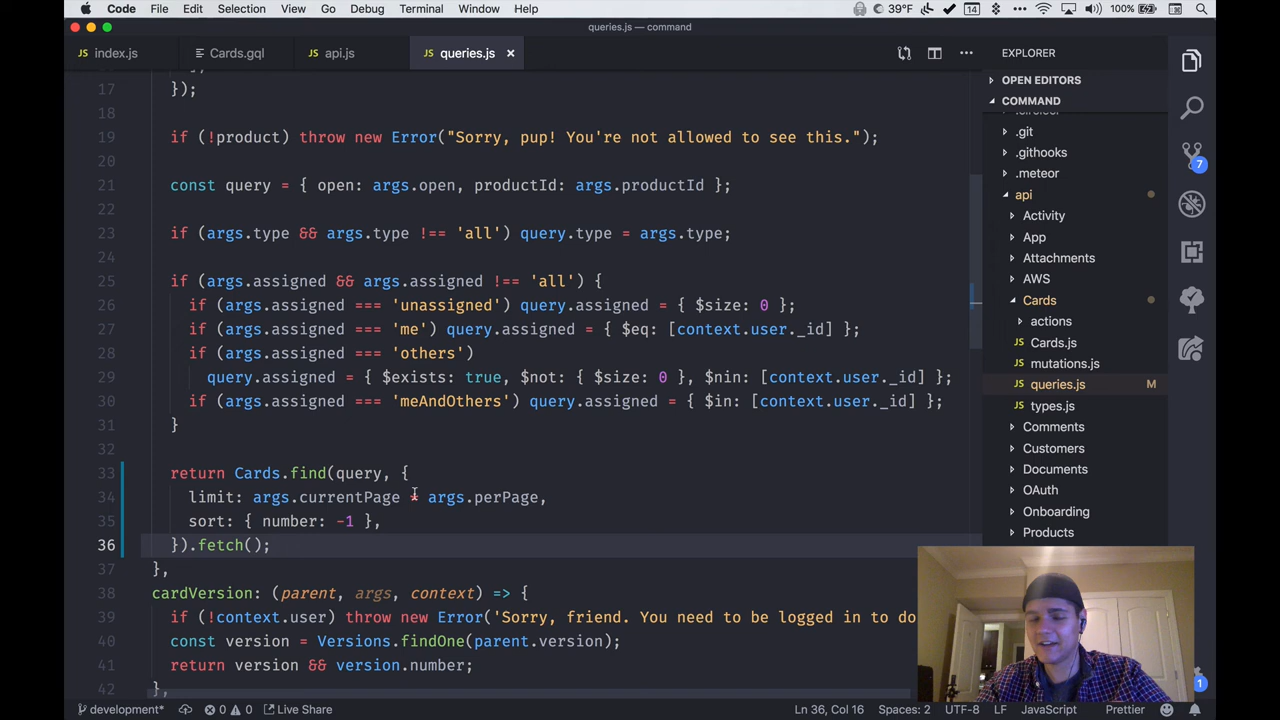 Code File Edit Selection View Go Debug Terminal Window Help 39°F 14 100%
queries.js — command
JS index.js
Cards.gql
JS api.js
JS queries.js ×
17 });
18
19 if (!product) throw new Error("Sorry, pup! You're not allowed to see this.");
20
21 const query = { open: args.open, productId: args.productId };
22
23 if (args.type && args.type !== 'all') query.type = args.type;
24
25 if (args.assigned && args.assigned !== 'all') {
26 if (args.assigned === 'unassigned') query.assigned = { $size: 0 };
27 if (args.assigned === 'me') query.assigned = { $eq: [context.user._id] };
28 if (args.assigned === 'others')
29 query.assigned = { $exists: true, $not: { $size: 0 }, $nin: [context.user._id] };
30 if (args.assigned === 'meAndOthers') query.assigned = { $in: [context.user._id] };
31 }
32
33 return Cards.find(query, {
34 limit: args.currentPage * args.perPage,
35 sort: { number: -1 },
36 }).fetch();
37 },
38 cardVersion: (parent, args, context) => {
39 if (!context.user) throw new Error('Sorry, friend. You need to be logged in to do
40 const version = Versions.findOne(parent.version);
41 return version && version.number;
42 },
EXPLORER
OPEN EDITORS
COMMAND
.git
.githooks
.meteor
api
Activity
App
Attachments
AWS
Cards
actions
JS Cards.js
JS mutations.js
JS queries.js M
JS types.js
Comments
Customers
Documents
OAuth
Onboarding
Products
7
1
development* 0 0 Live Share Ln 36, Col 16 Spaces: 2 UTF-8 LF JavaScript Prettier